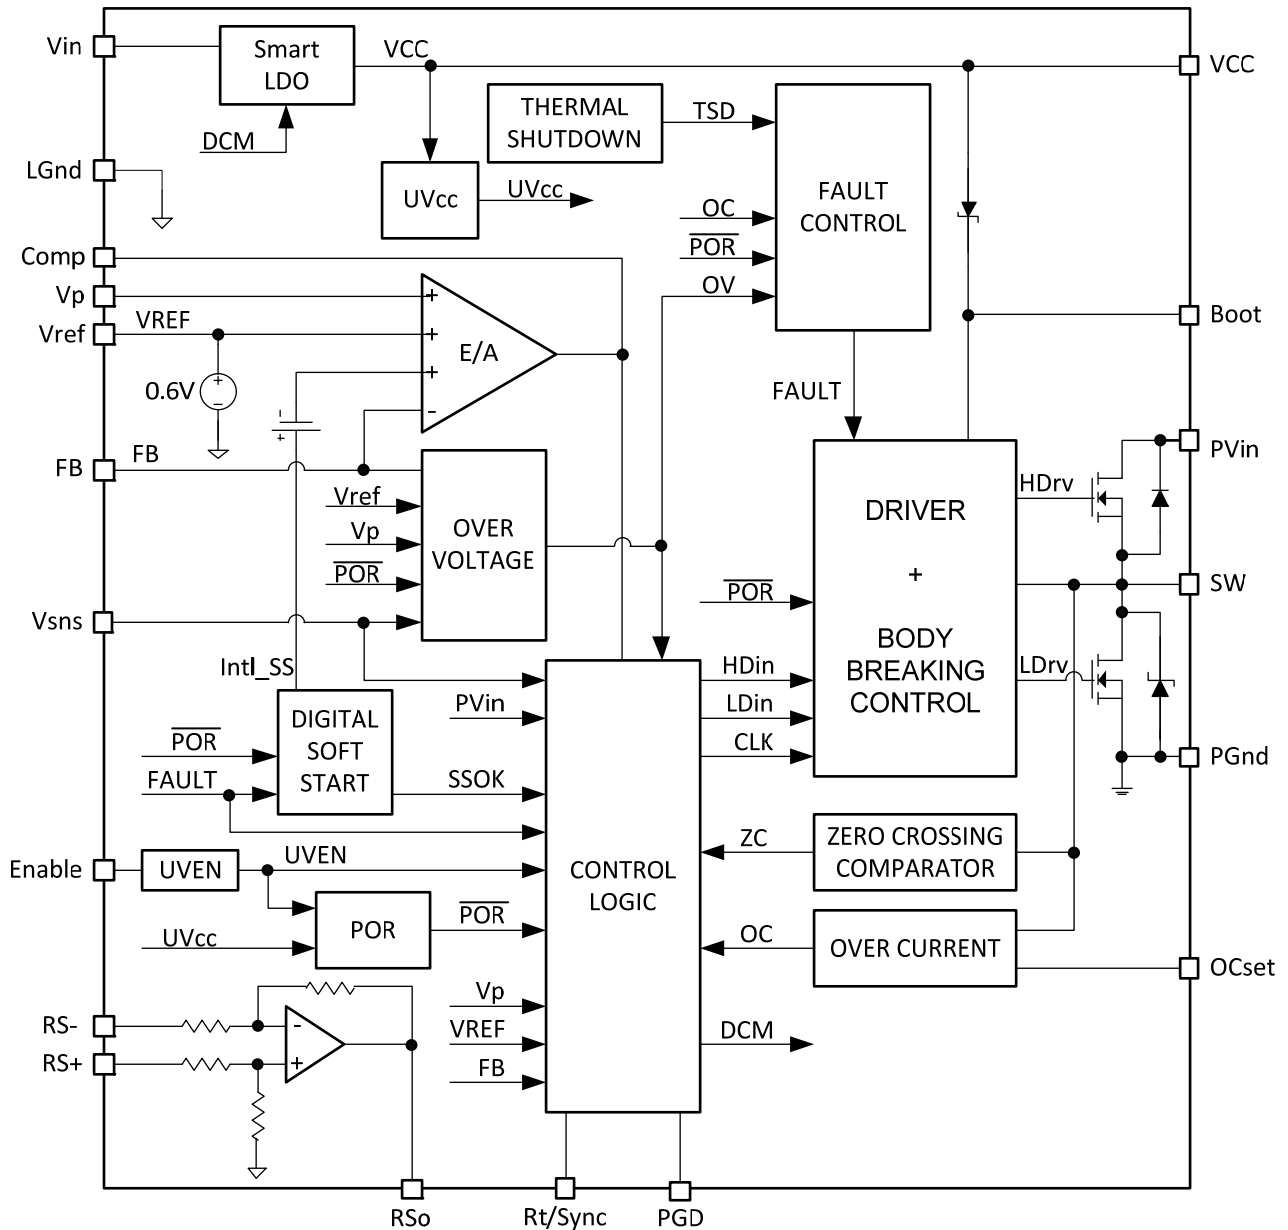 Vin
Smart
LDO
VCC
VCC
DCM
THERMAL
SHUTDOWN
TSD
LGnd
UVcc
UVcc
OC
POR
OV
FAULT
CONTROL
Comp
Vp
Vref
VREF
+
+
+
-
E/A
0.6V
+
-
-
+
FAULT
Boot
FB
FB
Vref
Vp
POR
OVER
VOLTAGE
PVin
HDrv
DRIVER
+
BODY
BREAKING
CONTROL
SW
POR
Vsns
Intl_SS
LDrv
HDin
LDin
CLK
PVin
DIGITAL
SOFT
START
POR
FAULT
SSOK
PGnd
Enable
UVEN
UVEN
CONTROL
LOGIC
ZC
ZERO CROSSING
COMPARATOR
POR
POR
UVcc
OC
OVER CURRENT
OCset
Vp
VREF
FB
DCM
RS-
RS+
-
+
RSo
Rt/Sync
PGD